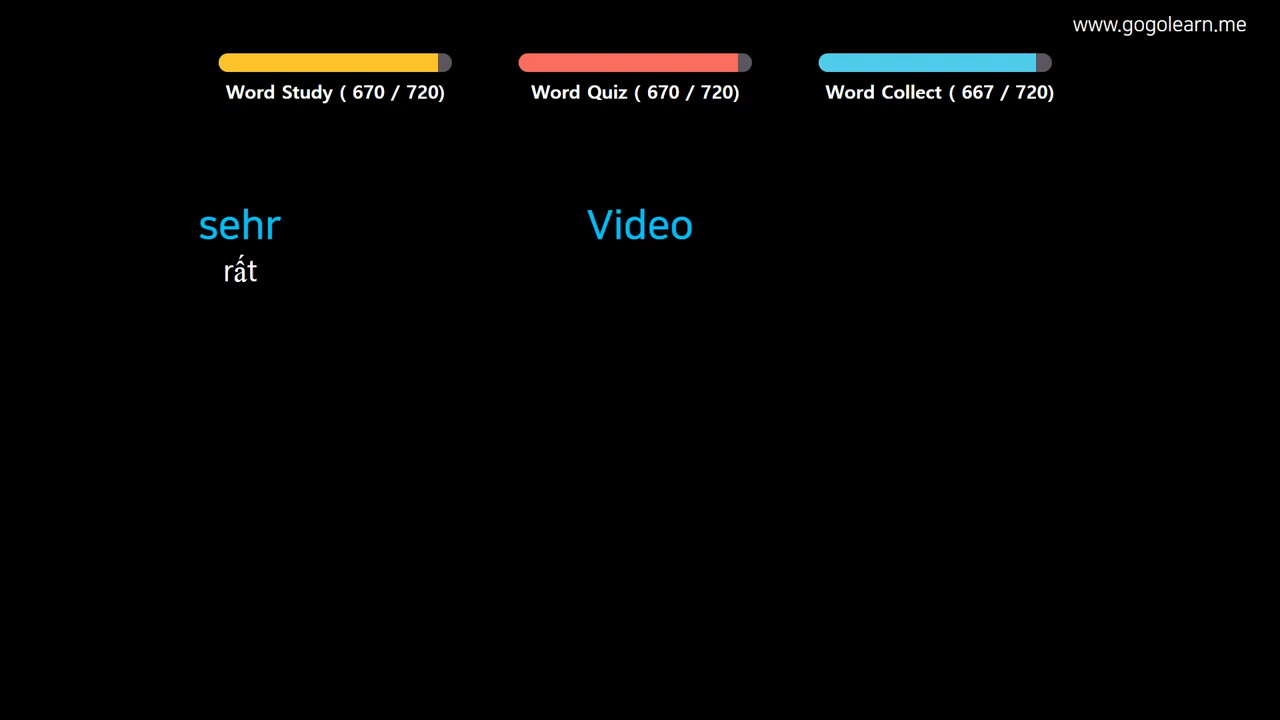 www.gogolearn.me
Word Study ( 670 / 720)
Word Quiz ( 670 / 720)
Word Collect ( 667 / 720)
sehr
Video
rất